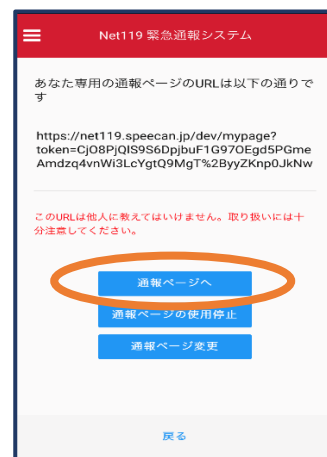 Net119 緊急通報システム
あなた専用の通報ページのURLは以下の通りで
す
https://net119.speecan.jp/dev/mypage?
token=CjO8PjQIS9S6DpjbuF1G97OEgd5PGme
Amdzq4vnWi3LcYgtQ9MgT%2ByyZKnp0JkNw
このURLは他人に教えてはいけません。取り扱いには十
分注意してください。
通報ページへ
通報ページの使用停止
通報ページ変更
戻る